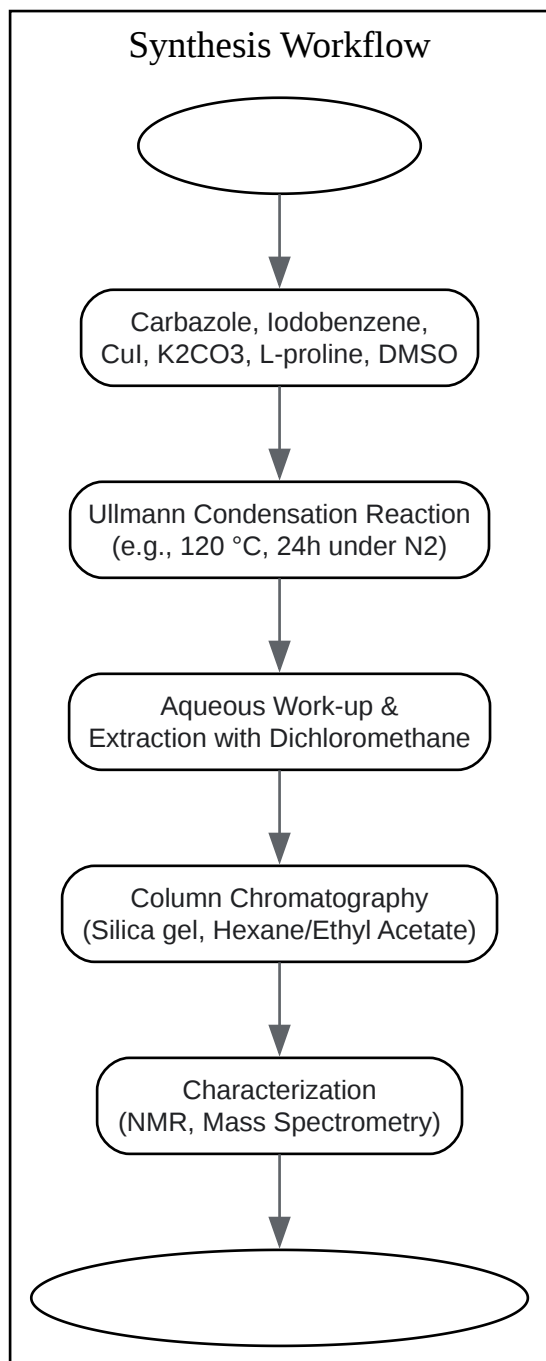 Synthesis Workflow
Carbazole, Iodobenzene,
CuI, K2CO3, L-proline, DMSO
Ullmann Condensation Reaction
(e.g., 120 °C, 24h under N2)
Aqueous Work-up &
Extraction with Dichloromethane
Column Chromatography
(Silica gel, Hexane/Ethyl Acetate)
Characterization
(NMR, Mass Spectrometry)